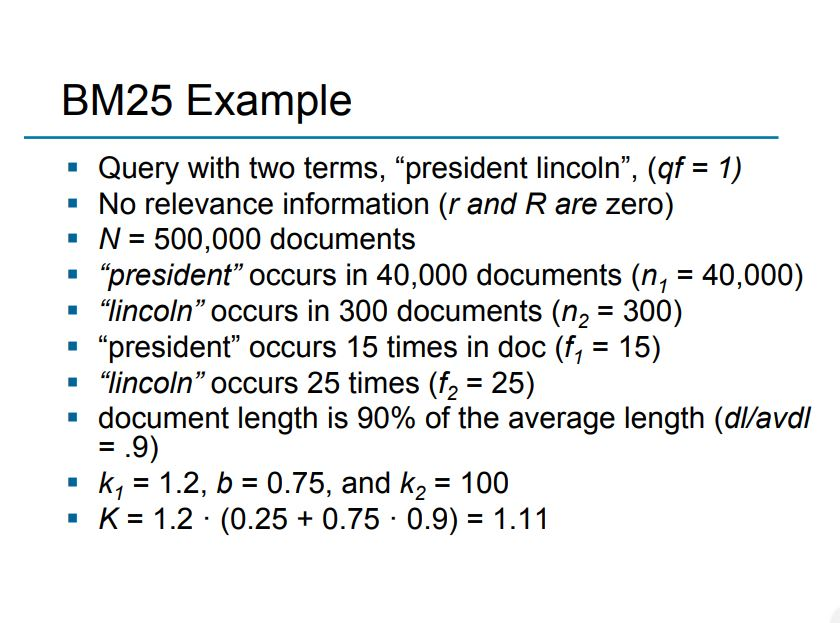 BM25 Example
▪ Query with two terms, “president lincoln”, (qf = 1)
▪ No relevance information (r and R are zero)
▪ N = 500,000 documents
▪ “president” occurs in 40,000 documents (n₁ = 40,000)
▪ “lincoln” occurs in 300 documents (n₂ = 300)
▪ “president” occurs 15 times in doc (f₁ = 15)
▪ “lincoln” occurs 25 times (f₂ = 25)
▪ document length is 90% of the average length (dl/avdl
= .9)
▪ k₁ = 1.2, b = 0.75, and k₂ = 100
▪ K = 1.2 · (0.25 + 0.75 · 0.9) = 1.11